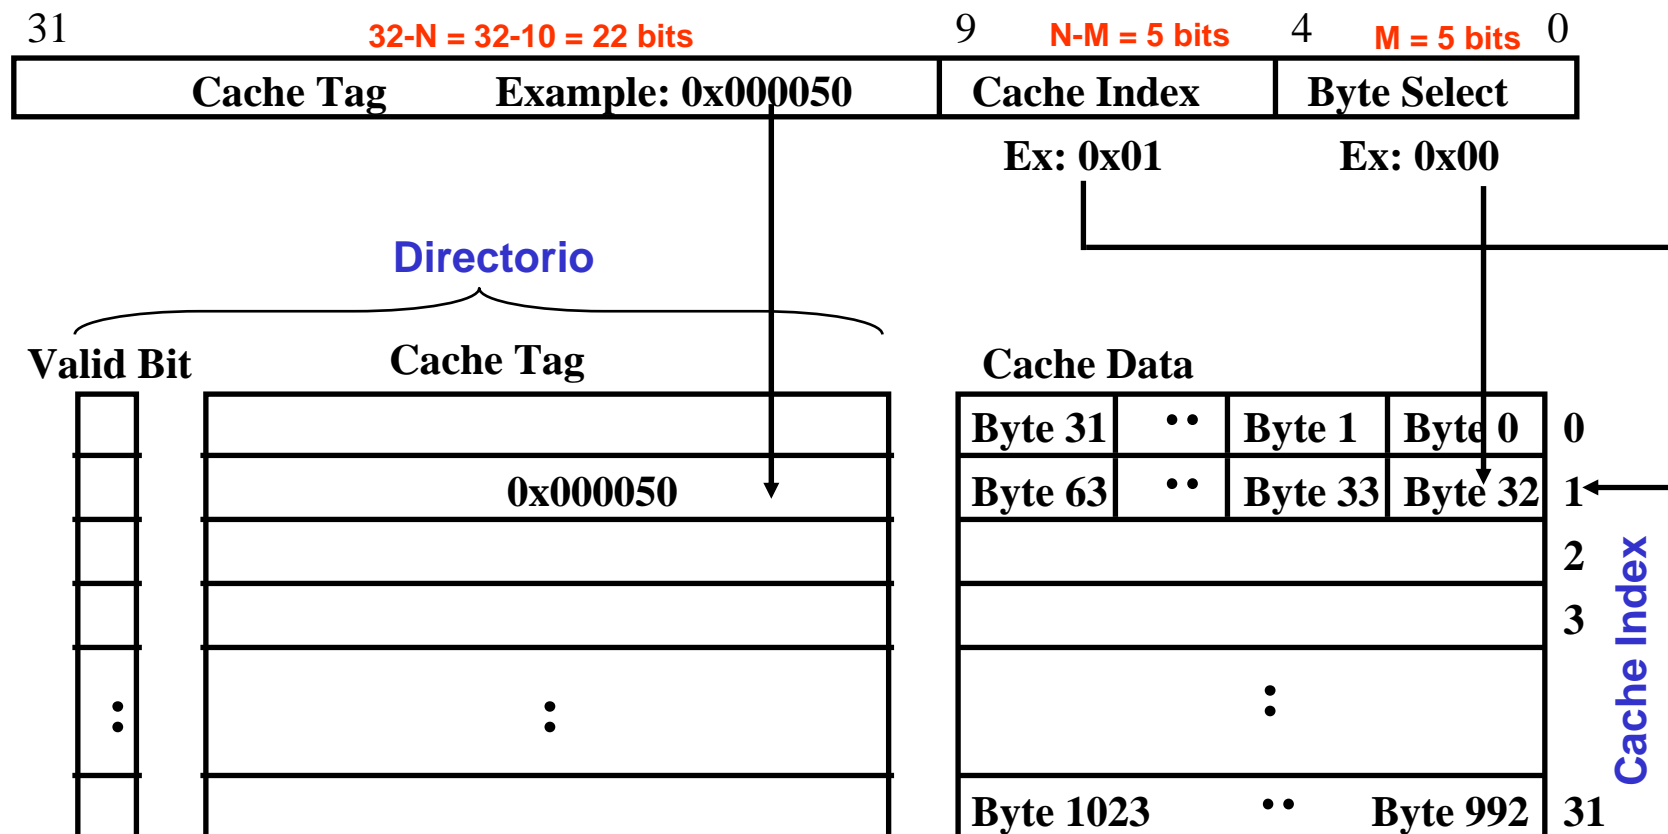 31 32-N = 32-10 = 22 bits 9 N-M = 5 bits 4 M = 5 bits 0
Cache Tag Example: 0x000050 Cache Index Byte Select
Ex: 0x01 Ex: 0x00
Directorio
Valid Bit Cache Tag Cache Data
Byte 31 Byte 1 Byte 0 0
0x000050 Byte 63 Byte 33 Byte 32 1
2
3
Cache Index
Byte 1023 Byte 992 31